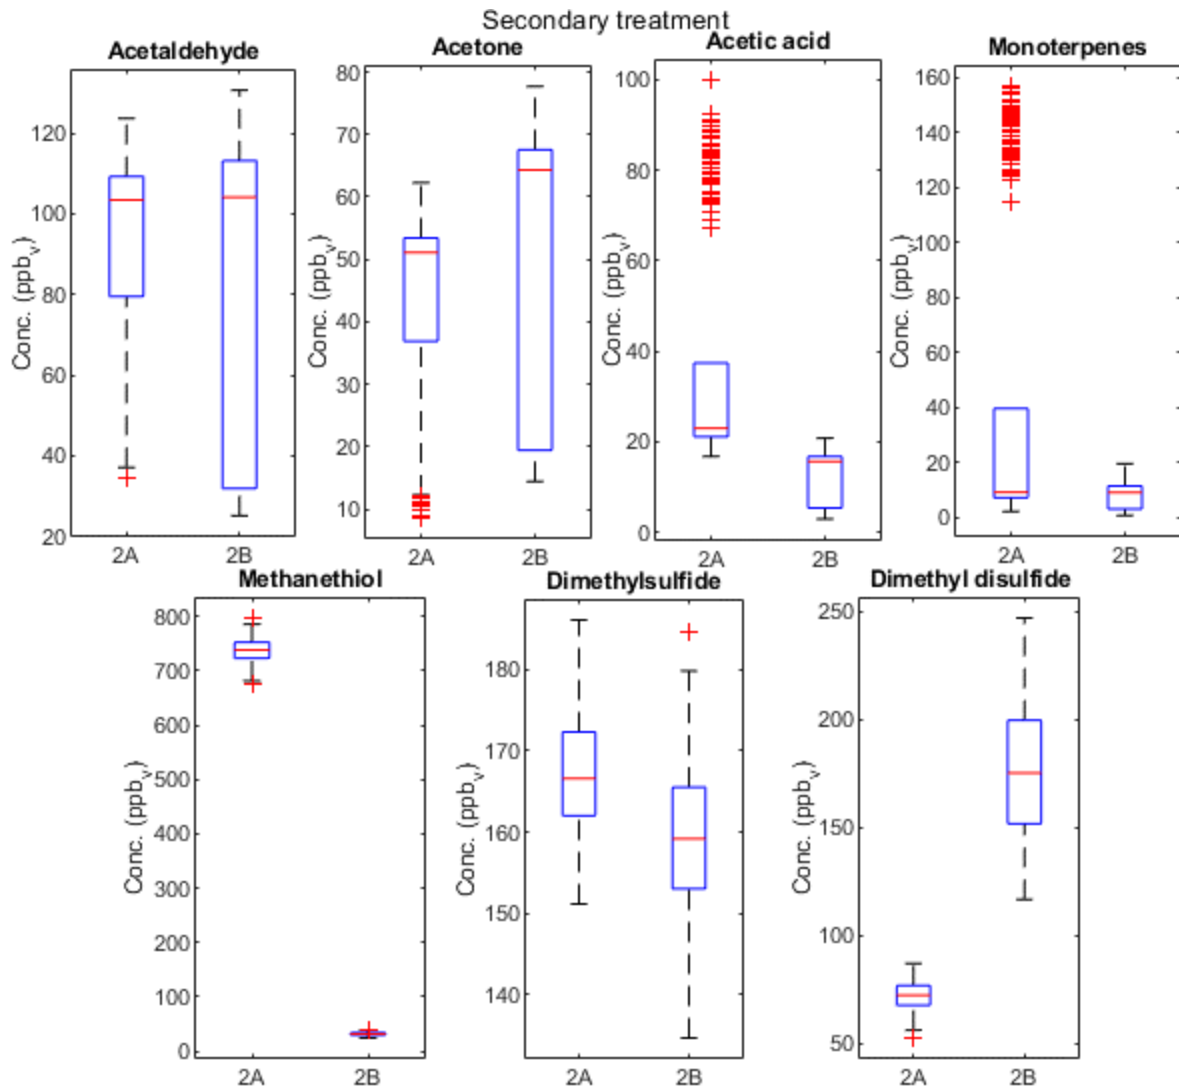 Secondary treatment
Acetaldehyde
Conc. (ppbv)
120
100
80
60
40
20
2A 2B
Acetone
Conc. (ppbv)
80
70
60
50
40
30
20
10
2A 2B
Acetic acid
Conc. (ppbv)
100
80
60
40
20
0
2A 2B
Monoterpenes
Conc. (ppbv)
160
140
120
100
80
60
40
20
0
2A 2B
Methanethiol
Conc. (ppbv)
800
700
600
500
400
300
200
100
0
2A 2B
Dimethylsulfide
Conc. (ppbv)
180
170
160
150
140
2A 2B
Dimethyl disulfide
Conc. (ppbv)
250
200
150
100
50
2A 2B